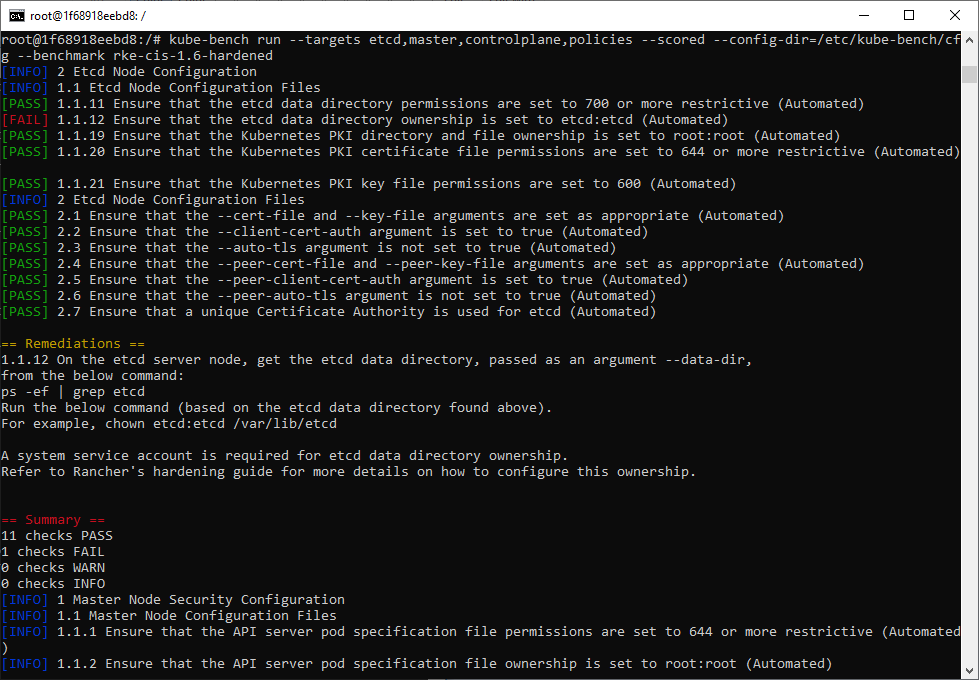 root@1f68918eebd8: /
root@1f68918eebd8:/# kube-bench run --targets etcd,master,controlplane,policies --scored --config-dir=/etc/kube-bench/cf
g --benchmark rke-cis-1.6-hardened
[INFO] 2 Etcd Node Configuration
[INFO] 1.1 Etcd Node Configuration Files
[PASS] 1.1.11 Ensure that the etcd data directory permissions are set to 700 or more restrictive (Automated)
[FAIL] 1.1.12 Ensure that the etcd data directory ownership is set to etcd:etcd (Automated)
[PASS] 1.1.19 Ensure that the Kubernetes PKI directory and file ownership is set to root:root (Automated)
[PASS] 1.1.20 Ensure that the Kubernetes PKI certificate file permissions are set to 644 or more restrictive (Automated)
[PASS] 1.1.21 Ensure that the Kubernetes PKI key file permissions are set to 600 (Automated)
[INFO] 2 Etcd Node Configuration Files
[PASS] 2.1 Ensure that the --cert-file and --key-file arguments are set as appropriate (Automated)
[PASS] 2.2 Ensure that the --client-cert-auth argument is set to true (Automated)
[PASS] 2.3 Ensure that the --auto-tls argument is not set to true (Automated)
[PASS] 2.4 Ensure that the --peer-cert-file and --peer-key-file arguments are set as appropriate (Automated)
[PASS] 2.5 Ensure that the --peer-client-cert-auth argument is set to true (Automated)
[PASS] 2.6 Ensure that the --peer-auto-tls argument is not set to true (Automated)
[PASS] 2.7 Ensure that a unique Certificate Authority is used for etcd (Automated)
== Remediations ==
1.1.12 On the etcd server node, get the etcd data directory, passed as an argument --data-dir,
from the below command:
ps -ef | grep etcd
Run the below command (based on the etcd data directory found above).
For example, chown etcd:etcd /var/lib/etcd
A system service account is required for etcd data directory ownership.
Refer to Rancher's hardening guide for more details on how to configure this ownership.
== Summary ==
11 checks PASS
1 checks FAIL
0 checks WARN
0 checks INFO
[INFO] 1 Master Node Security Configuration
[INFO] 1.1 Master Node Configuration Files
[INFO] 1.1.1 Ensure that the API server pod specification file permissions are set to 644 or more restrictive (Automated
)
[INFO] 1.1.2 Ensure that the API server pod specification file ownership is set to root:root (Automated)